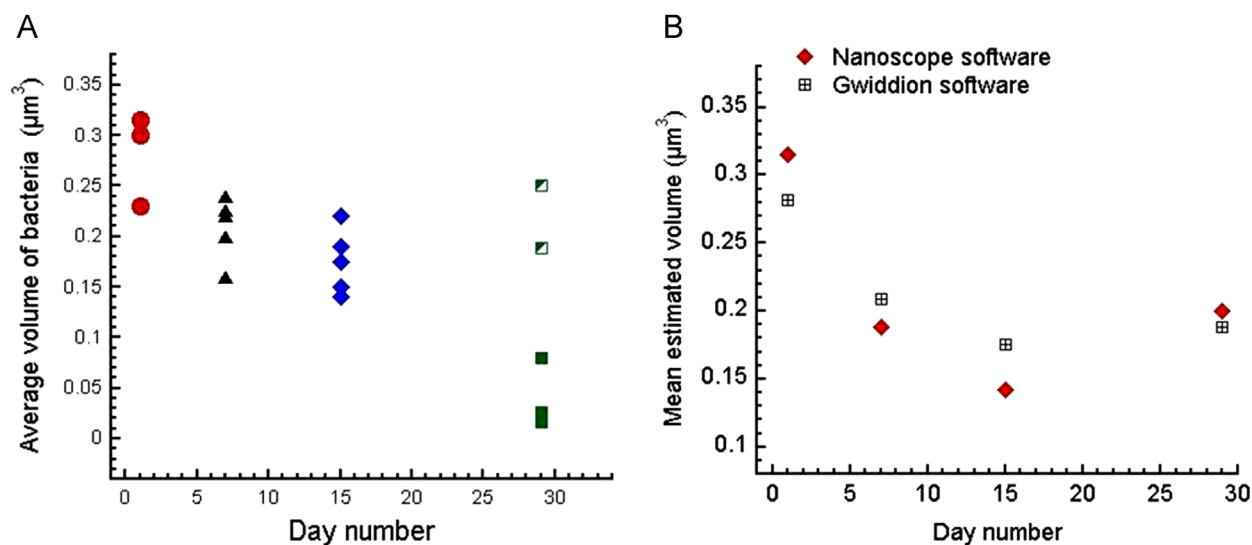 A
Average volume of bacteria (µm³)
0.35
0.3
0.25
0.2
0.15
0.1
0.05
0
0 5 10 15 20 25 30
Day number
B
Nanoscope software
Gwiddion software
Mean estimated volume (µm³)
0.35
0.3
0.25
0.2
0.15
0.1
0 5 10 15 20 25 30
Day number